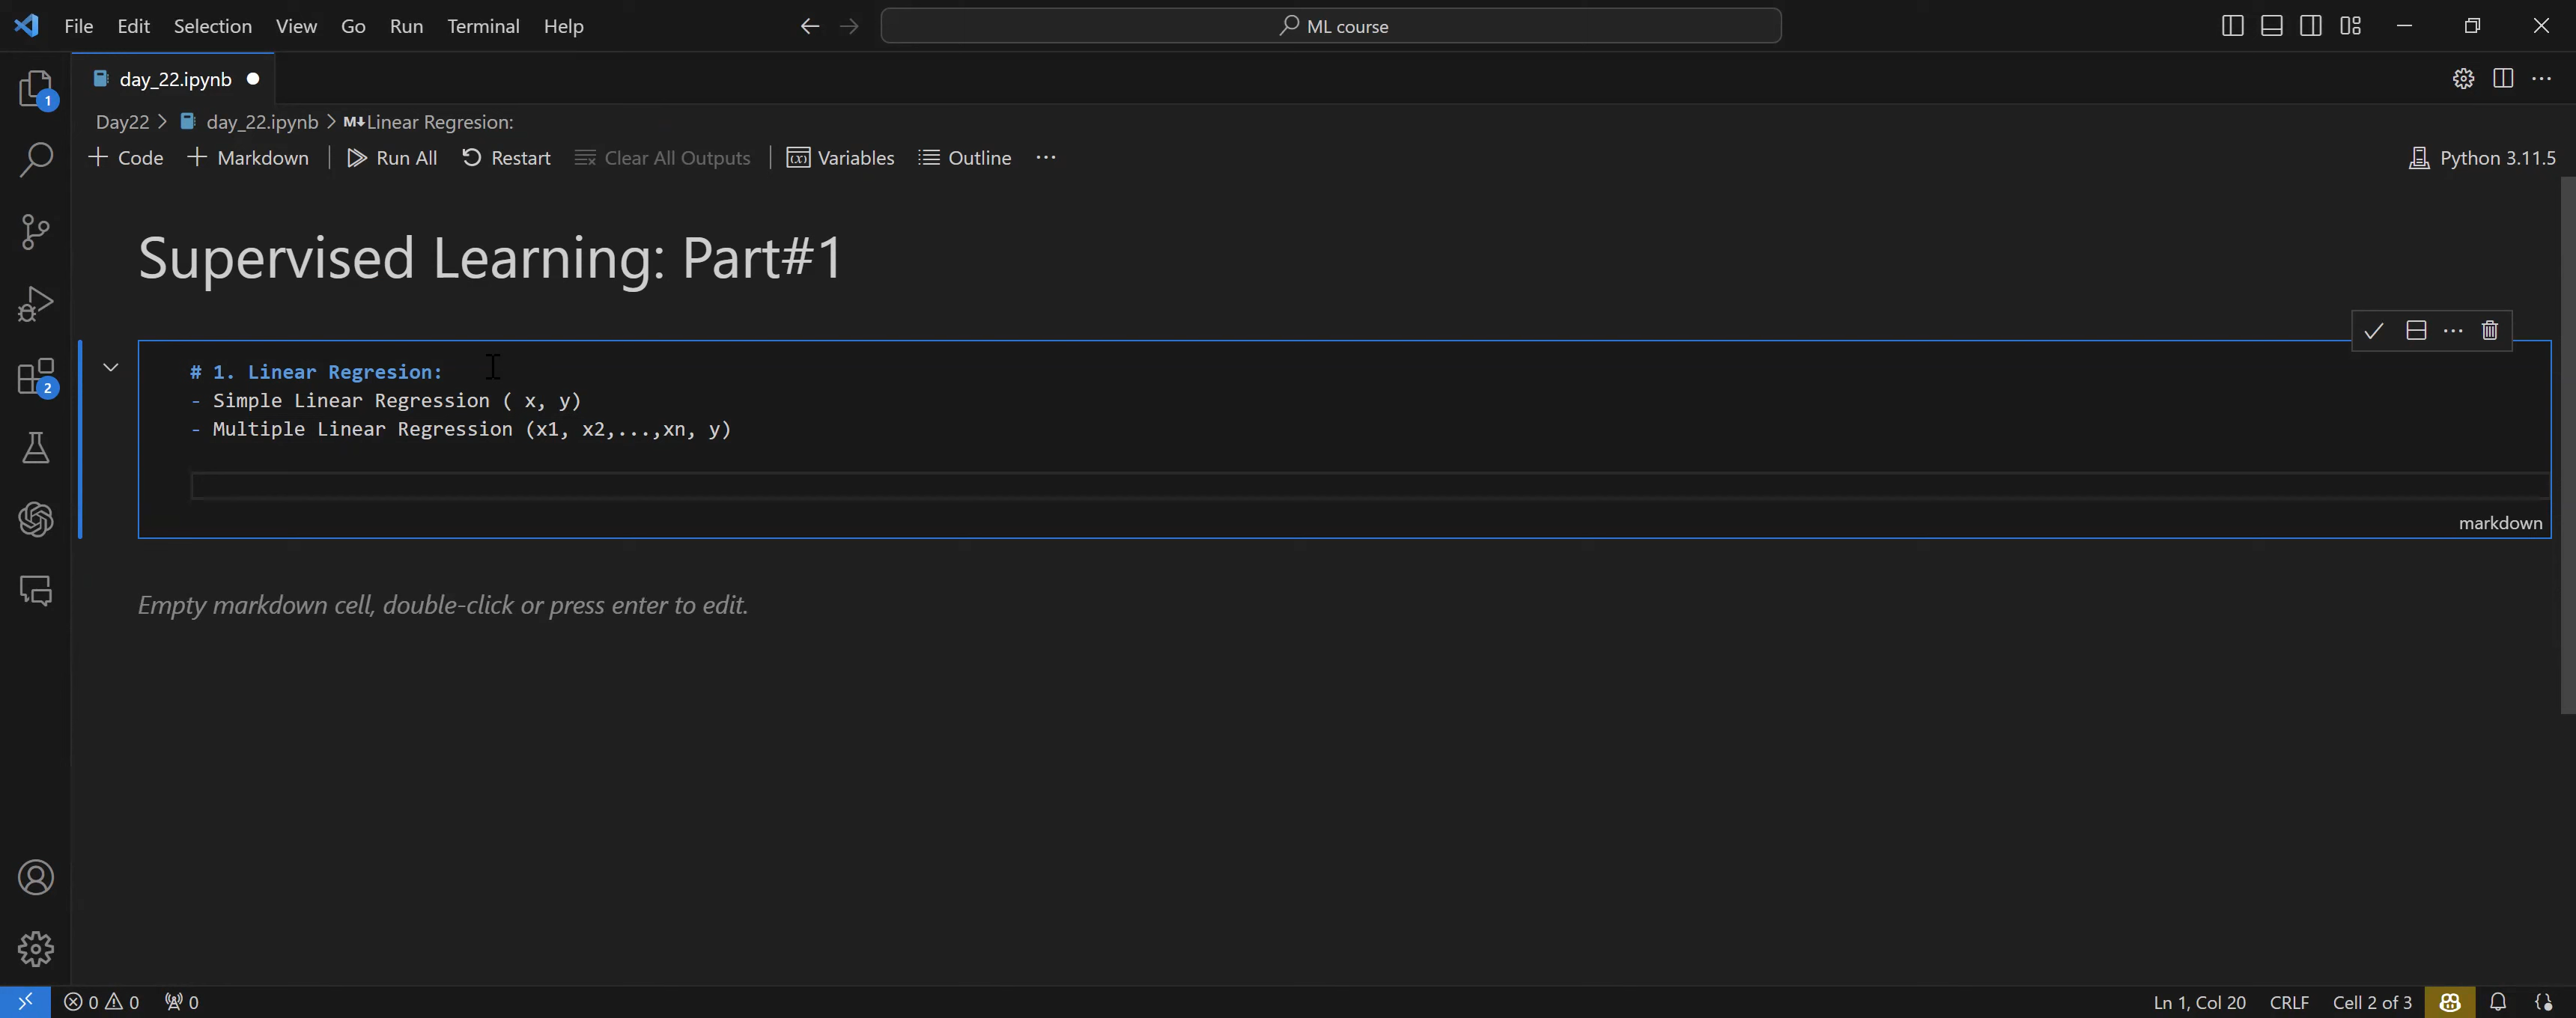 File Edit Selection View Go Run Terminal Help ML course
day_22.ipynb
1
Day22 > day_22.ipynb > M↓Linear Regresion:
+ Code + Markdown Run All Restart Clear All Outputs Variables Outline ... Python 3.11.5
Supervised Learning: Part#1
# 1. Linear Regresion:
- Simple Linear Regression ( x, y)
- Multiple Linear Regression (x1, x2,...,xn, y)
2
markdown
Empty markdown cell, double-click or press enter to edit.
0 0 0 Ln 1, Col 20 CRLF Cell 2 of 3